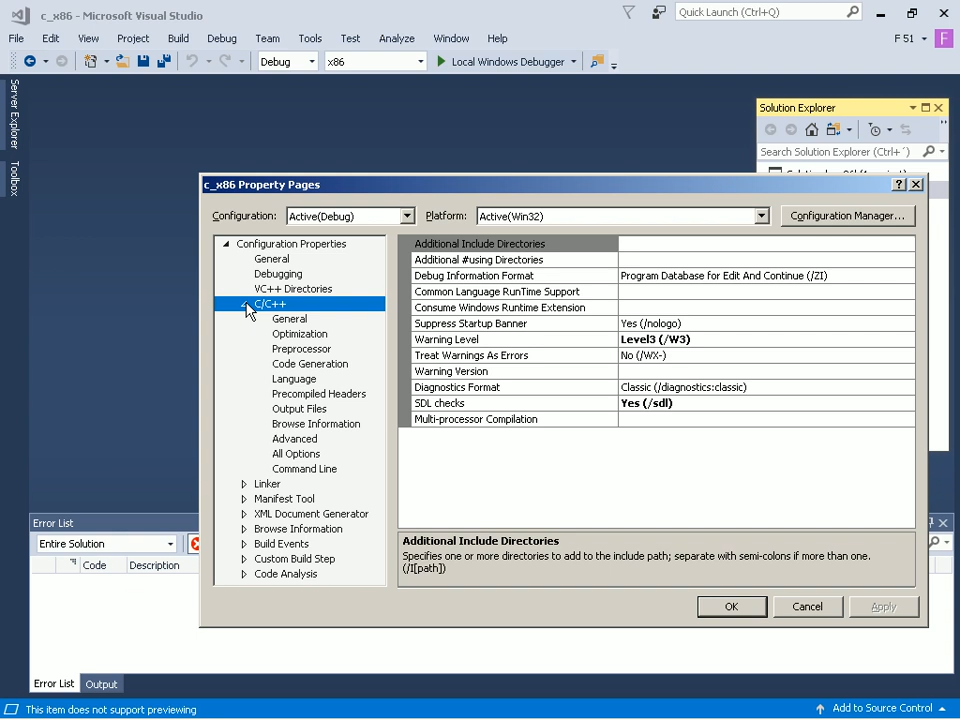 c_x86 - Microsoft Visual Studio
Quick Launch (Ctrl+Q)
File Edit View Project Build Debug Team Tools Test Analyze Window Help
F 51
F
Debug x86 Local Windows Debugger
Server Explorer
Toolbox
Solution Explorer
Search Solution Explorer (Ctrl+´)
c_x86 Property Pages
Configuration: Active(Debug) Platform: Active(Win32) Configuration Manager...
Configuration Properties
General
Debugging
VC++ Directories
C/C++
General
Optimization
Preprocessor
Code Generation
Language
Precompiled Headers
Output Files
Browse Information
Advanced
All Options
Command Line
Linker
Manifest Tool
XML Document Generator
Browse Information
Build Events
Custom Build Step
Code Analysis
Additional Include Directories
Additional #using Directories
Debug Information Format Program Database for Edit And Continue (/ZI)
Common Language RunTime Support
Consume Windows Runtime Extension
Suppress Startup Banner Yes (/nologo)
Warning Level Level3 (/W3)
Treat Warnings As Errors No (/WX-)
Warning Version
Diagnostics Format Classic (/diagnostics:classic)
SDL checks Yes (/sdl)
Multi-processor Compilation
Additional Include Directories
Specifies one or more directories to add to the include path; separate with semi-colons if more than one.
(/I[path])
OK Cancel Apply
Error List
Entire Solution
Code Description
Error List Output
This item does not support previewing
Add to Source Control